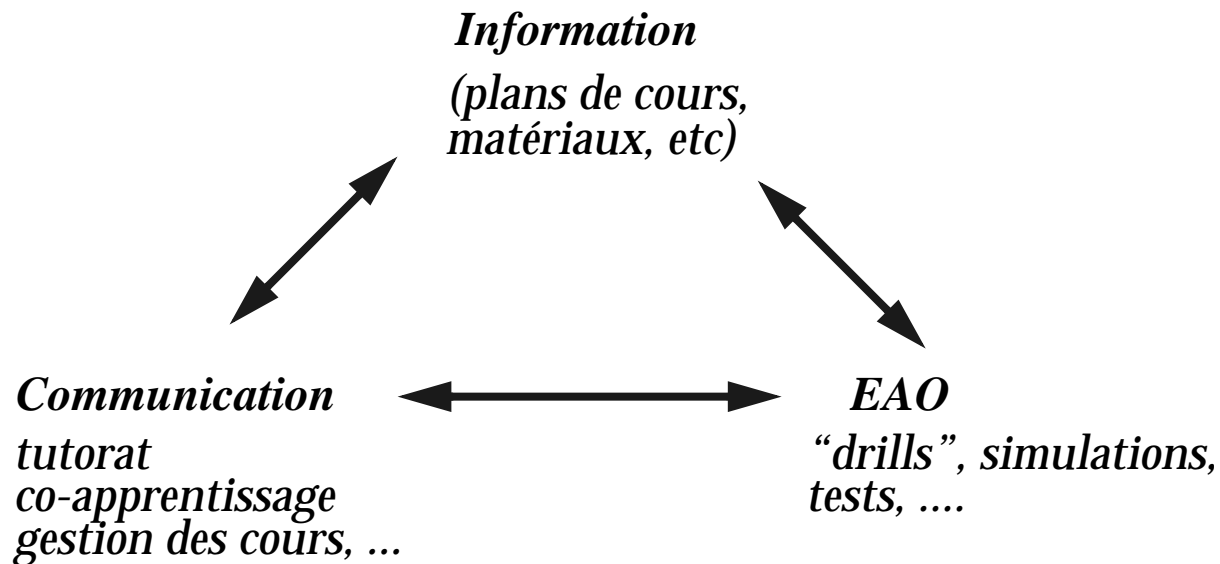 Information
(plans de cours,
matériaux, etc)
Communication
tutorat
co-apprentissage
gestion des cours, ...
EAO
“drills”, simulations,
tests, ....